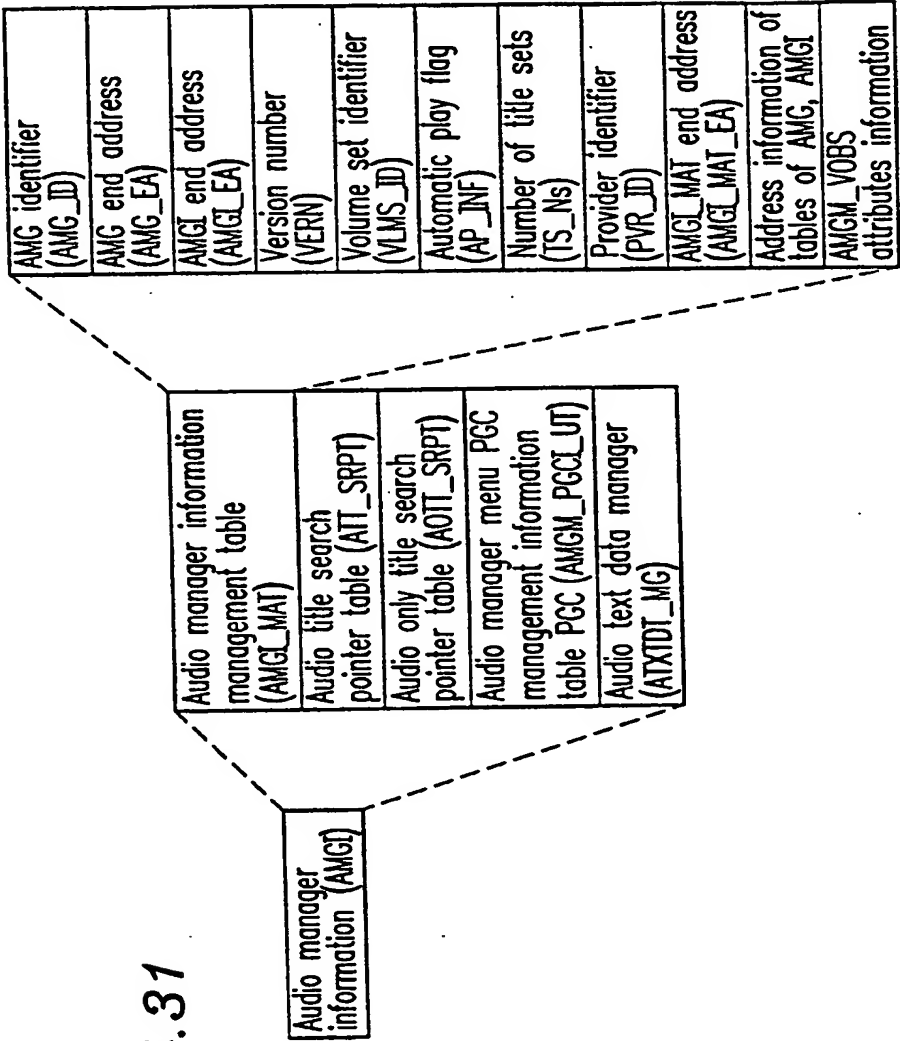 .31
Audio manager
information (AMGI)
Audio manager information
management table
(AMGI_MAT)
Audio title search
pointer table (ATT_SRPT)
Audio only title search
pointer table (AOTT_SRPT)
Audio manager menu PGC
management information
table PGC (AMGM_PGCI_UT)
Audio text data manager
(ATXTDT_MG)
AMG identifier
(AMG_ID)
AMG end address
(AMG_EA)
AMGI end address
(AMGI_EA)
Version number
(VERN)
Volume set identifier
(VLMS_ID)
Automatic play flag
(AP_INF)
Number of title sets
(TS_Ns)
Provider identifier
(PVR_ID)
AMGI_MAT end address
(AMGI_MAT_EA)
Address information of
tables of AMG, AMGI
AMGM_VOBS
attributes information